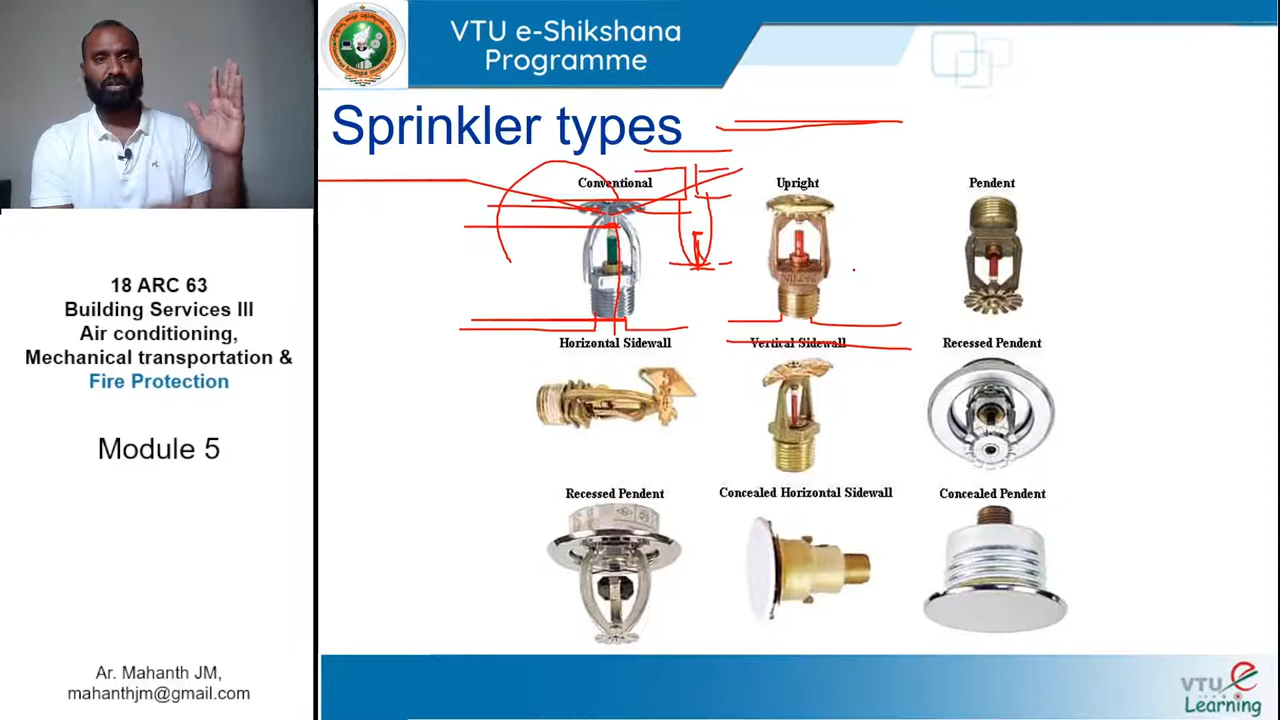 VTU e-Shikshana
Programme
Sprinkler types
Conventional
Upright
Pendent
18 ARC 63
Building Services III
Air conditioning,
Mechanical transportation &
Fire Protection
Module 5
Horizontal Sidewall
Vertical Sidewall
Recessed Pendent
Recessed Pendent
Concealed Horizontal Sidewall
Concealed Pendent
Ar. Mahanth JM,
mahanthjm@gmail.com
VTU e
Learning